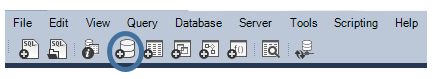 File Edit View Query Database Server Tools Scripting Help
SQL SQL